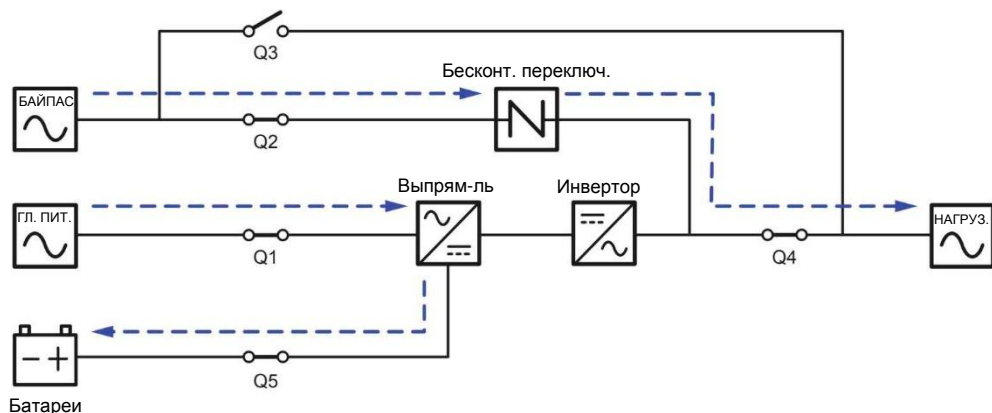 Q3
Бесконт. переключ.
БАЙПАС
Q2
Выпрям-ль
Инвертор
ГЛ. ПИТ.
НАГРУЗ.
Q1
Q4
Q5
Батареи